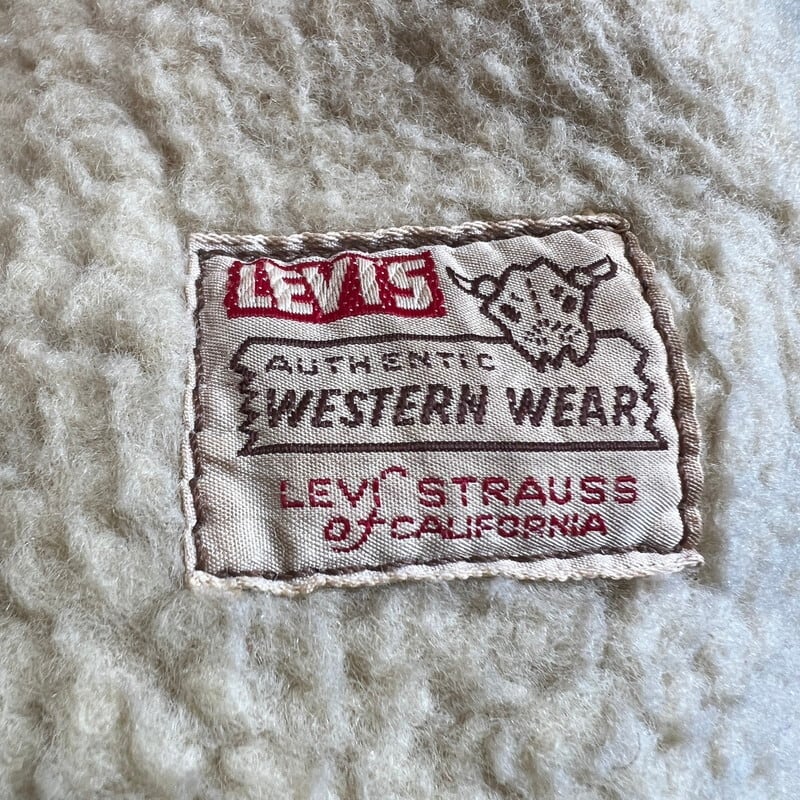 LEVI'S
AUTHENTIC
WESTERN WEAR
LEVI STRAUSS
of CALIFORNIA